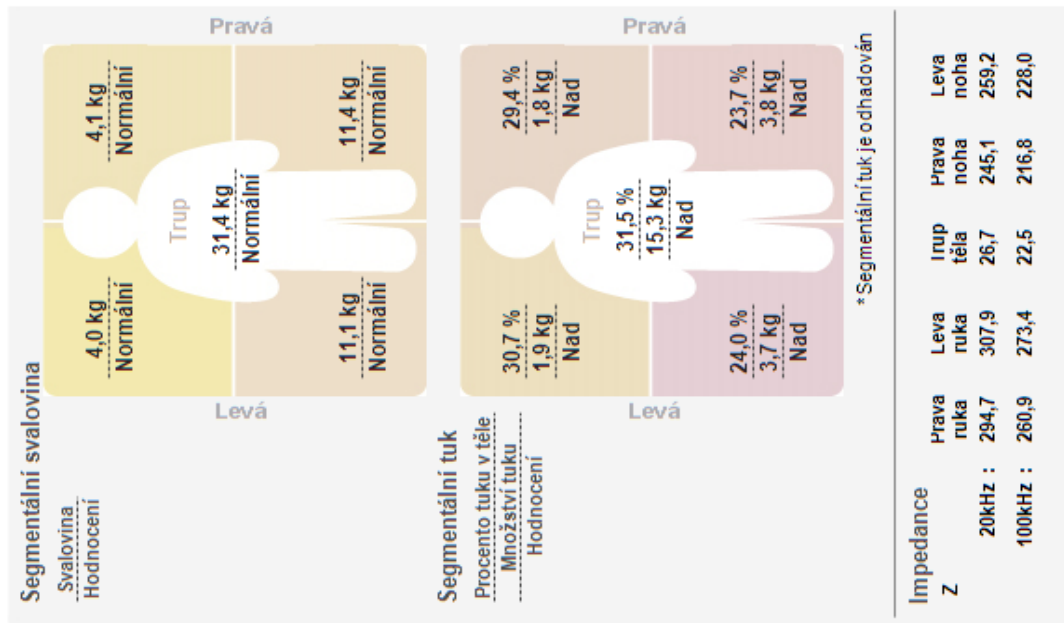 Segmentální svalovina
Svalovina
Hodnocení
Levá
Pravá
4,0 kg
Normální
4,1 kg
Normální
Trup
31,4 kg
Normální
11,1 kg
Normální
11,4 kg
Normální
Segmentální tuk
Procento tuku v těle
Množství tuku
Hodnocení
Levá
Pravá
30,7 %
1,9 kg
Nad
29,4 %
1,8 kg
Nad
Trup
31,5 %
15,3 kg
Nad
24,0 %
3,7 kg
Nad
23,7 %
3,8 kg
Nad
*Segmentální tuk je odhadován
Impedance
Z Prava ruka Leva ruka Trup těla Prava noha Leva noha
20kHz : 294,7 307,9 26,7 245,1 259,2
100kHz : 260,9 273,4 22,5 216,8 228,0